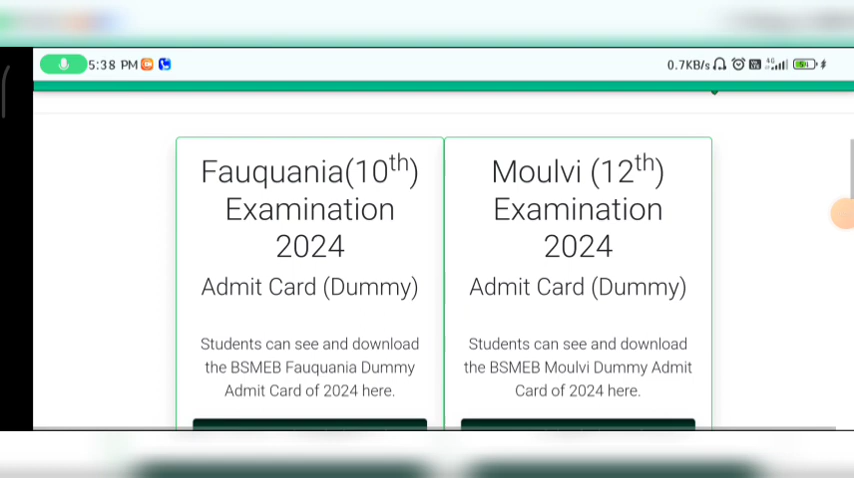 5:38 PM
0.7KB/s
Fauquania(10th)
Examination
2024
Admit Card (Dummy)
Students can see and download
the BSMEB Fauquania Dummy
Admit Card of 2024 here.
Moulvi (12th)
Examination
2024
Admit Card (Dummy)
Students can see and download
the BSMEB Moulvi Dummy Admit
Card of 2024 here.